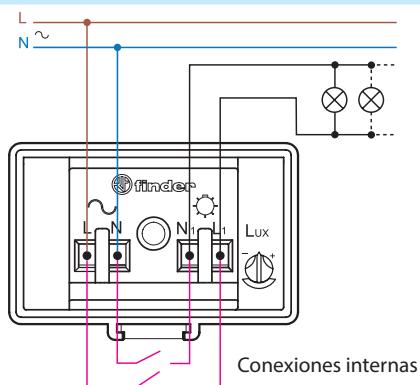 L
N ~
finder
L N N1 L1 LUX
- +
Conexiones internas